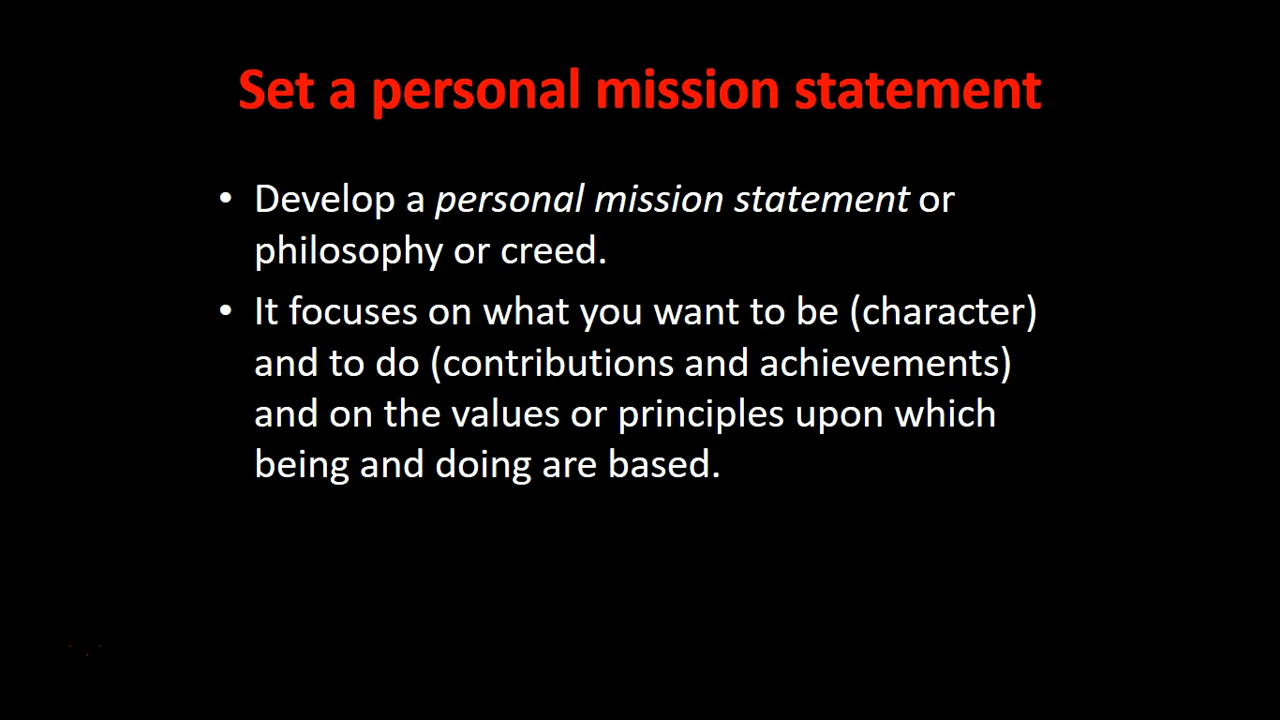 Set a personal mission statement
• Develop a personal mission statement or
philosophy or creed.
• It focuses on what you want to be (character)
and to do (contributions and achievements)
and on the values or principles upon which
being and doing are based.